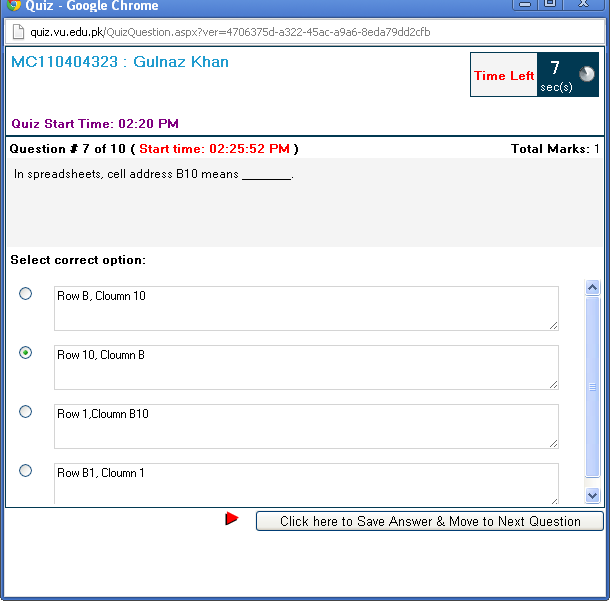 Quiz - Google Chrome
quiz.vu.edu.pk/QuizQuestion.aspx?ver=4706375d-a322-45ac-a9a6-8eda79dd2cfb
MC110404323 : Gulnaz Khan
Time Left 7 sec(s)
Quiz Start Time: 02:20 PM
Question # 7 of 10 ( Start time: 02:25:52 PM ) Total Marks: 1
In spreadsheets, cell address B10 means ________.
Select correct option:
Row B, Cloumn 10
Row 10, Cloumn B
Row 1,Cloumn B10
Row B1, Cloumn 1
Click here to Save Answer & Move to Next Question